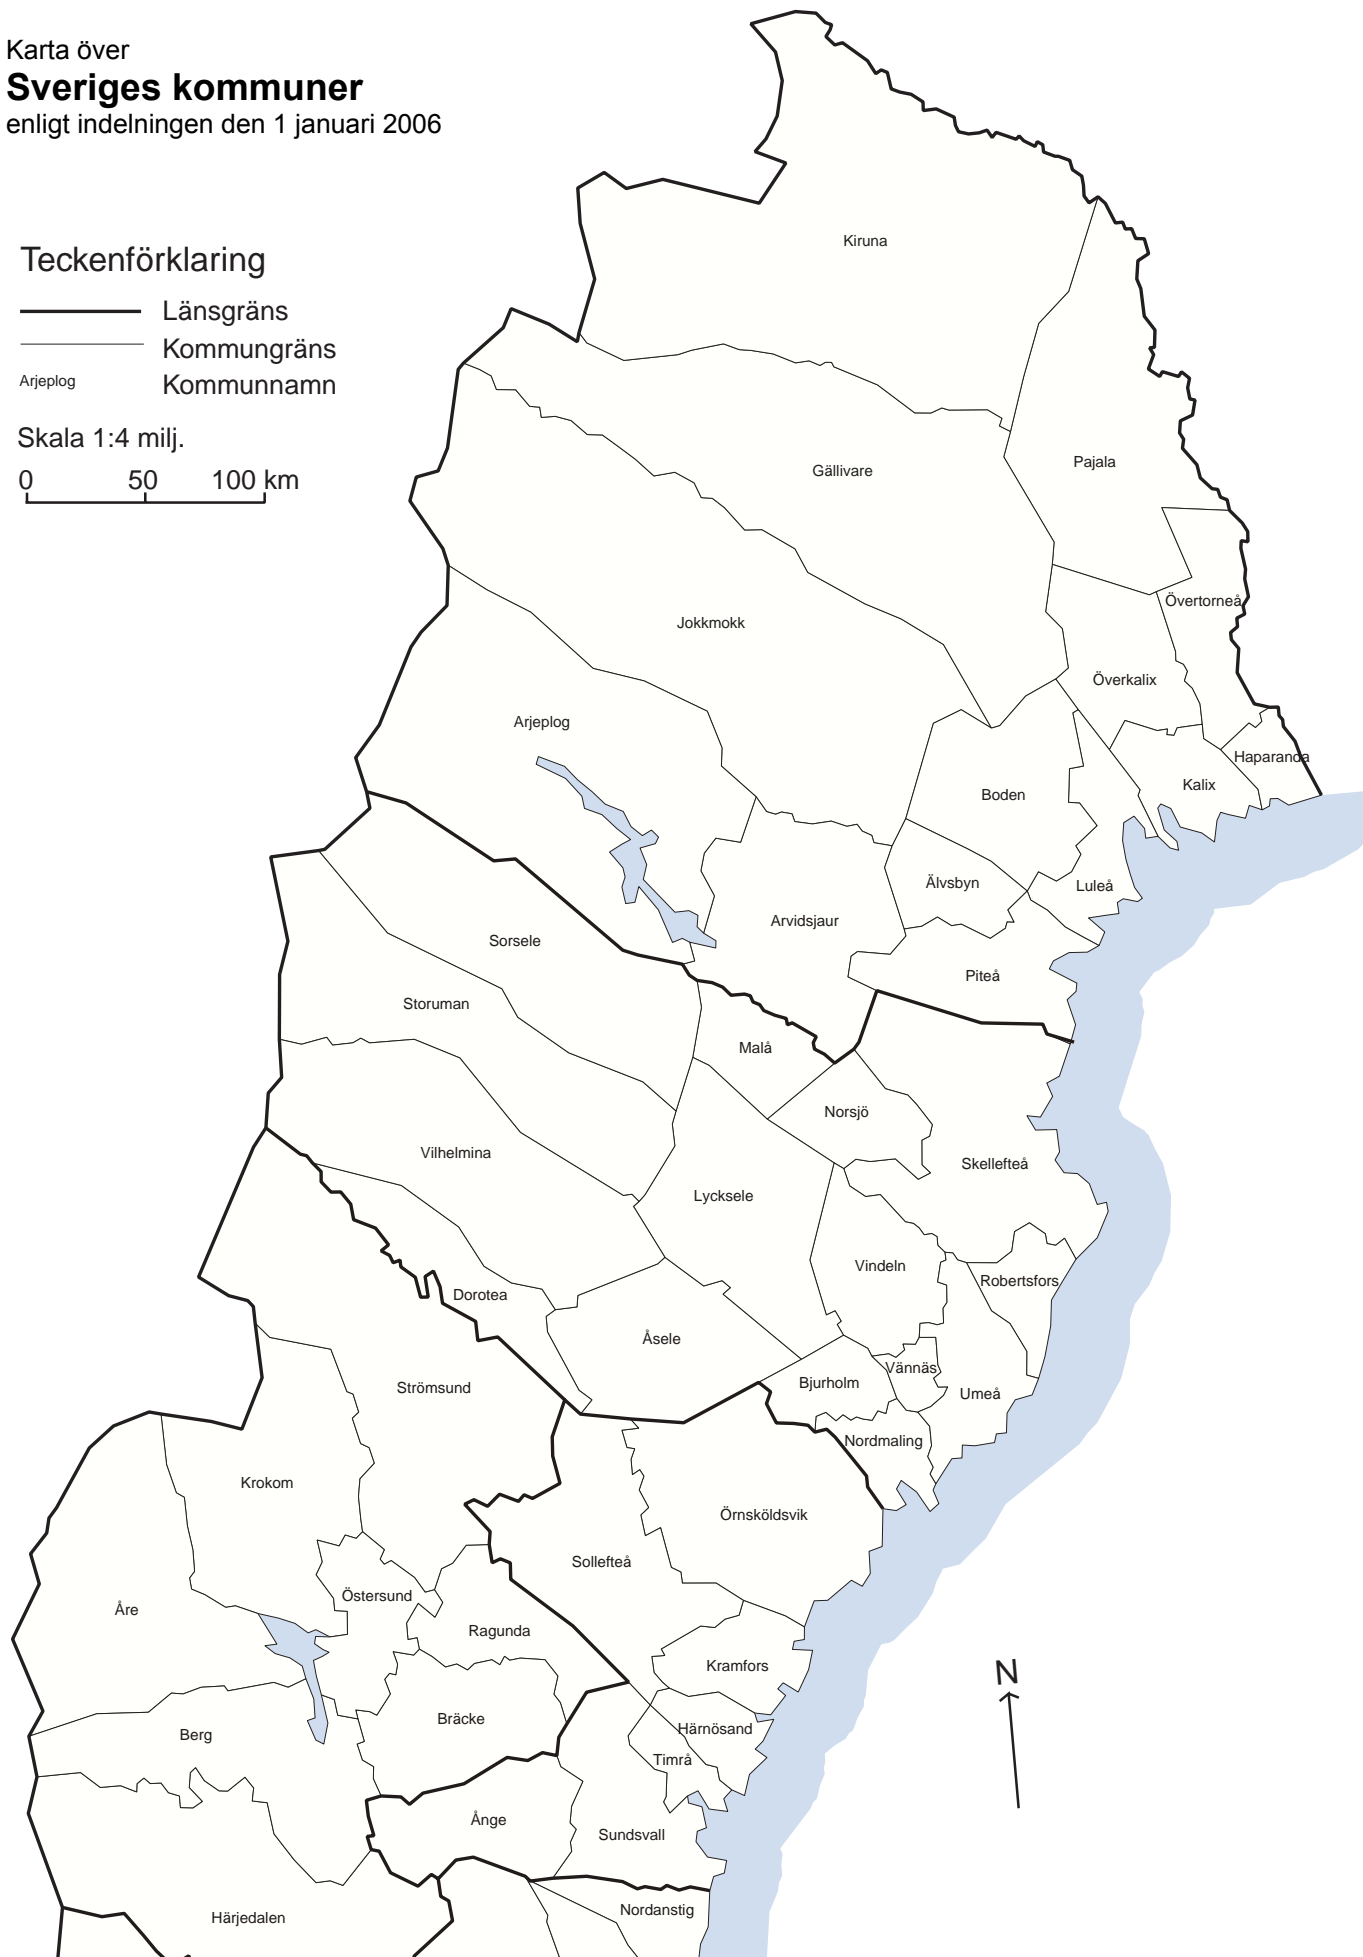 Karta över
Sveriges kommuner
enligt indelningen den 1 januari 2006
Teckenförklaring
Länsgräns
Kommungräns
Arjeplog Kommunnamn
Skala 1:4 milj.
0 50 100 km
Kiruna
Gällivare
Pajala
Övertorneå
Jokkmokk
Överkalix
Arjeplog
Haparanda
Kalix
Boden
Älvsbyn
Luleå
Arvidsjaur
Sorsele
Piteå
Storuman
Malå
Norsjö
Vilhelmina
Skellefteå
Lycksele
Vindeln
Robertsfors
Dorotea
Åsele
Vännäs
Bjurholm
Strömsund
Umeå
Nordmaling
Krokom
Örnsköldsvik
Sollefteå
Östersund
Åre
Ragunda
Kramfors
N
Bräcke
Härnösand
Berg
Timrå
Ånge
Sundsvall
Nordanstig
Härjedalen